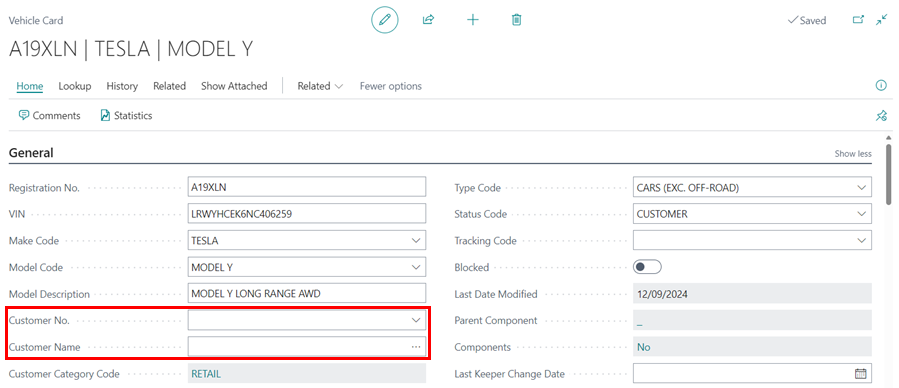 Vehicle Card
Saved
A19XLN | TESLA | MODEL Y
Home Lookup History Related Show Attached Related Fewer options
Comments Statistics
General Show less
Registration No. A19XLN Type Code CARS (EXC. OFF-ROAD)
VIN LRWYHCEK6NC406259 Status Code CUSTOMER
Make Code TESLA Tracking Code
Model Code MODEL Y Blocked
Model Description MODEL Y LONG RANGE AWD Last Date Modified 12/09/2024
Customer No. Parent Component _
Customer Name Components No
Customer Category Code RETAIL Last Keeper Change Date